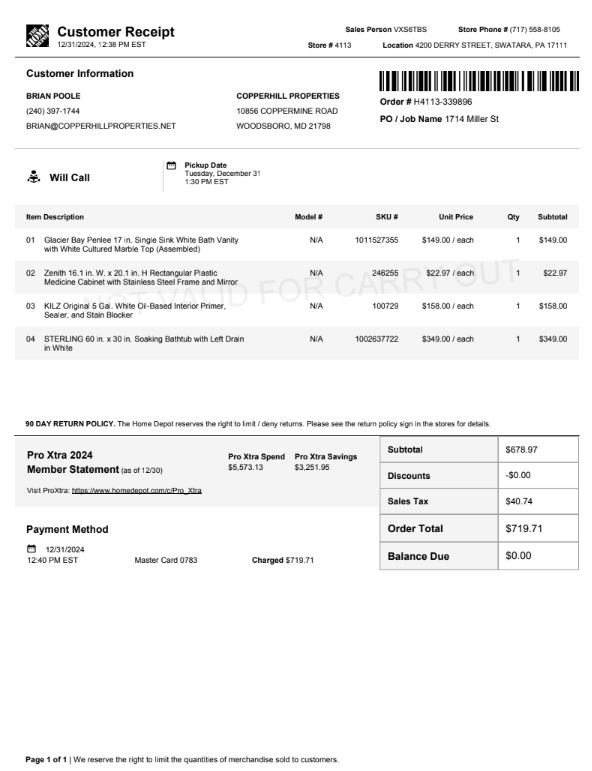 Customer Receipt
12/31/2024, 12:38 PM EST
Sales Person VXS6TBS Store Phone # (717) 558-8105
Store # 4113 Location 4200 DERRY STREET, SWATARA, PA 17111
Customer Information
BRIAN POOLE
(240) 397-1744
BRIAN@COPPERHILLPROPERTIES.NET
COPPERHILL PROPERTIES
10856 COPPERMINE ROAD
WOODSBORO, MD 21798
Order # H4113-339896
PO / Job Name 1714 Miller St
Will Call
Pickup Date
Tuesday, December 31
1:30 PM EST
Item Description Model # SKU # Unit Price Qty Subtotal
01 Glacier Bay Penlee 17 in. Single Sink White Bath Vanity N/A 1011527355 $149.00 / each 1 $149.00
with White Cultured Marble Top (Assembled)
02 Zenith 16.1 in. W. x 20.1 in. H Rectangular Plastic N/A 246255 $22.97 / each 1 $22.97
Medicine Cabinet with Stainless Steel Frame and Mirror
NOT VALID FOR CARRY OUT
03 KILZ Original 5 Gal. White Oil-Based Interior Primer, N/A 100729 $158.00 / each 1 $158.00
Sealer, and Stain Blocker
04 STERLING 60 in. x 30 in. Soaking Bathtub with Left Drain N/A 1002637722 $349.00 / each 1 $349.00
in White
90 DAY RETURN POLICY. The Home Depot reserves the right to limit / deny returns. Please see the return policy sign in the stores for details.
Pro Xtra 2024
Member Statement (as of 12/30)
Pro Xtra Spend Pro Xtra Savings
$5,573.13 $3,251.95
Visit ProXtra: https://www.homedepot.com/c/Pro_Xtra
Subtotal $678.97
Discounts -$0.00
Sales Tax $40.74
Order Total $719.71
Balance Due $0.00
Payment Method
12/31/2024
12:40 PM EST Master Card 0783 Charged $719.71
Page 1 of 1 | We reserve the right to limit the quantities of merchandise sold to customers.